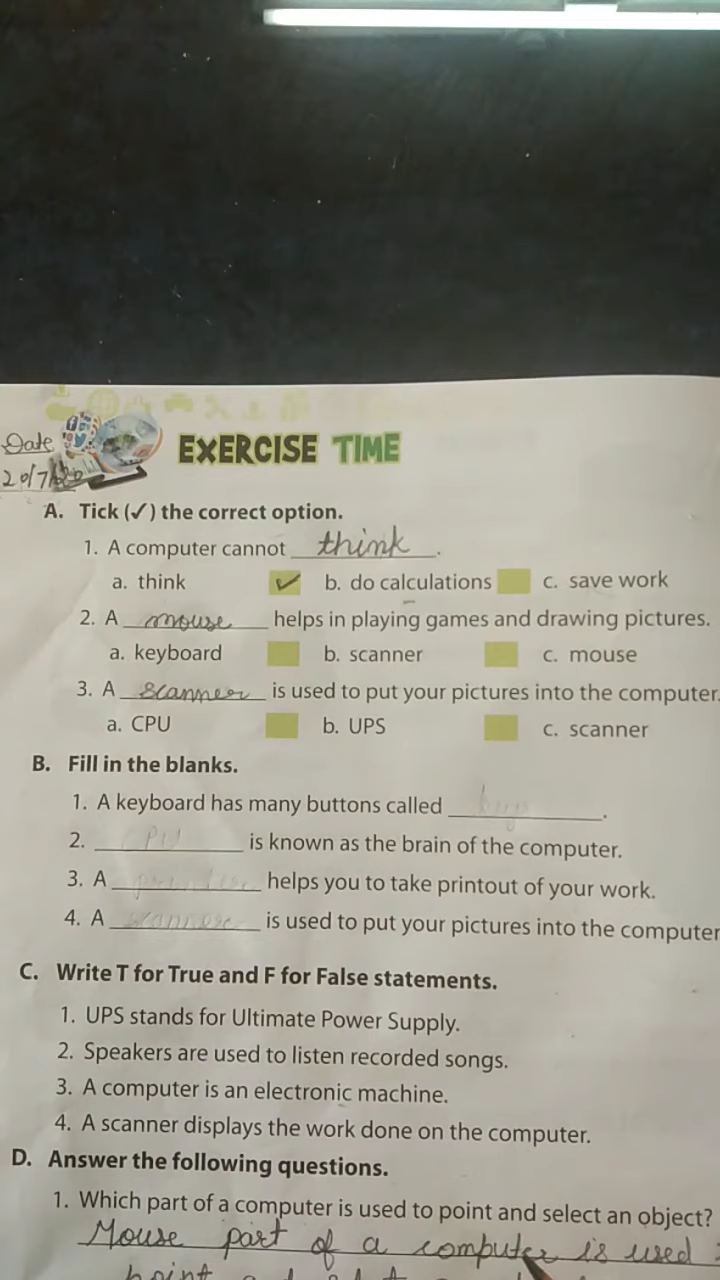 Date
EXERCISE TIME
20/7/
A. Tick (✓) the correct option.
1. A computer cannot think.
a. think ✓ b. do calculations c. save work
2. A mouse helps in playing games and drawing pictures.
a. keyboard b. scanner c. mouse
3. A scanner is used to put your pictures into the computer.
a. CPU b. UPS c. scanner
B. Fill in the blanks.
1. A keyboard has many buttons called ______.
2. CPU is known as the brain of the computer.
3. A printer helps you to take printout of your work.
4. A scanner is used to put your pictures into the computer
C. Write T for True and F for False statements.
1. UPS stands for Ultimate Power Supply.
2. Speakers are used to listen recorded songs.
3. A computer is an electronic machine.
4. A scanner displays the work done on the computer.
D. Answer the following questions.
1. Which part of a computer is used to point and select an object?
Mouse part of a computer is used
point